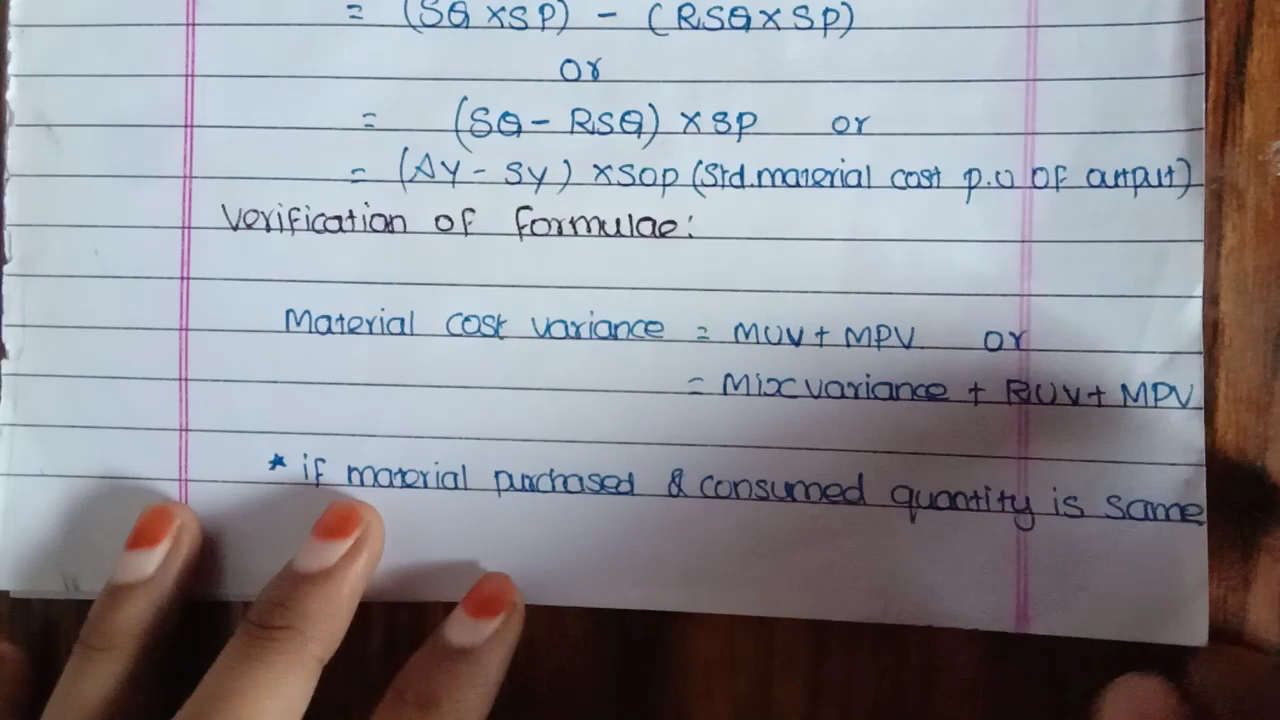 = (SQ × SP) - (RSQ × SP)
or
= (SQ - RSQ) × SP or
= (AY - SY) × SOP (Std. material cost p.u of output)
Verification of formulae:
Material cost variance = MUV + MPV or
= Mix variance + RUV + MPV
* if material purchased & consumed quantity is same